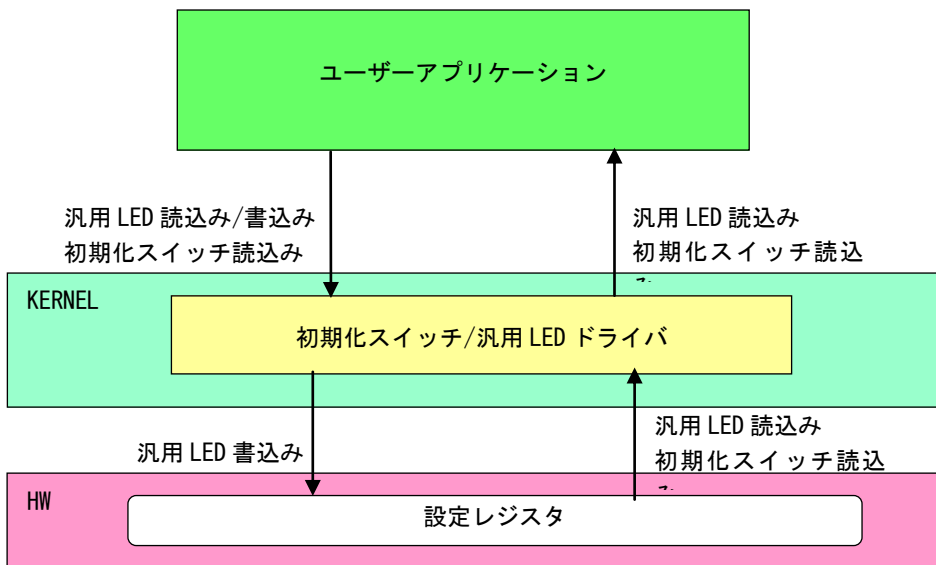 ユーザーアプリケーション
汎用 LED 読込み/書込み
初期化スイッチ読込み
汎用 LED 読込み
初期化スイッチ読込
KERNEL
初期化スイッチ/汎用 LED ドライバ
汎用 LED 書込み
汎用 LED 読込み
初期化スイッチ読込
HW
設定レジスタ